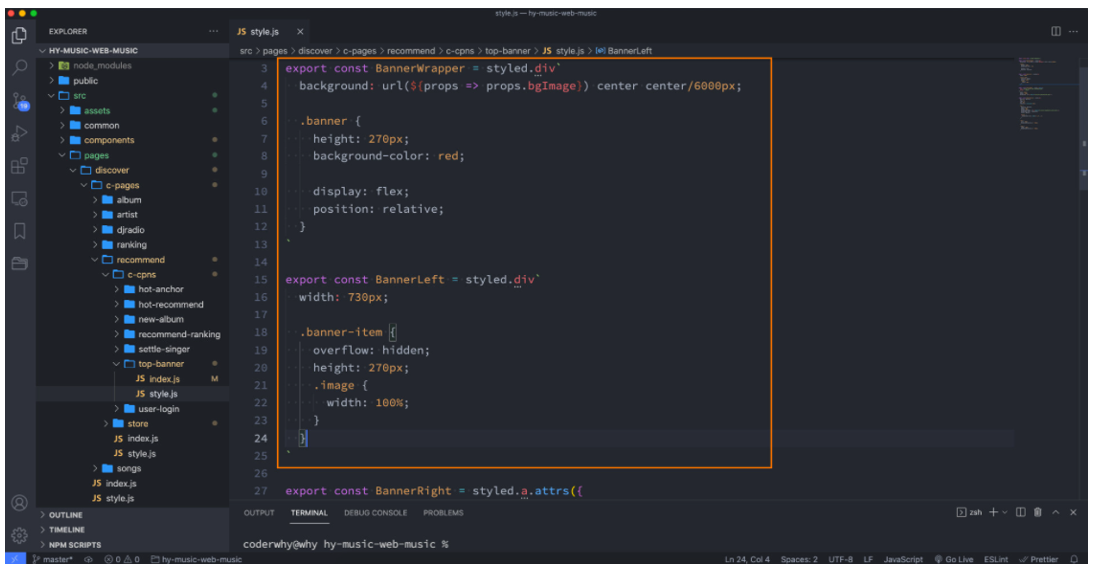 style.js — hy-music-web-music
EXPLORER
JS style.js ×
HY-MUSIC-WEB-MUSIC
src > pages > discover > c-pages > recommend > c-cpns > top-banner > JS style.js > BannerLeft
node_modules
public
src
assets
common
components
pages
discover
c-pages
album
artist
djradio
ranking
recommend
c-cpns
hot-anchor
hot-recommend
new-album
recommend-ranking
settle-singer
top-banner
JS index.js M
JS style.js
user-login
store
JS index.js
JS style.js
songs
JS index.js
JS style.js
OUTLINE
TIMELINE
NPM SCRIPTS
19
3 export const BannerWrapper = styled.div`
4 background: url(${props => props.bgImage}) center center/6000px;
5
6 .banner {
7 height: 270px;
8 background-color: red;
9
10 display: flex;
11 position: relative;
12 }
13 `
14
15 export const BannerLeft = styled.div`
16 width: 730px;
17
18 .banner-item {
19 overflow: hidden;
20 height: 270px;
21 .image {
22 width: 100%;
23 }
24 }
25 `
26
27 export const BannerRight = styled.a.attrs({
OUTPUT TERMINAL DEBUG CONSOLE PROBLEMS
zsh
coderwhy@why hy-music-web-music %
master* 0 0 hy-music-web-music Ln 24, Col 4 Spaces: 2 UTF-8 LF JavaScript Go Live ESLint Prettier